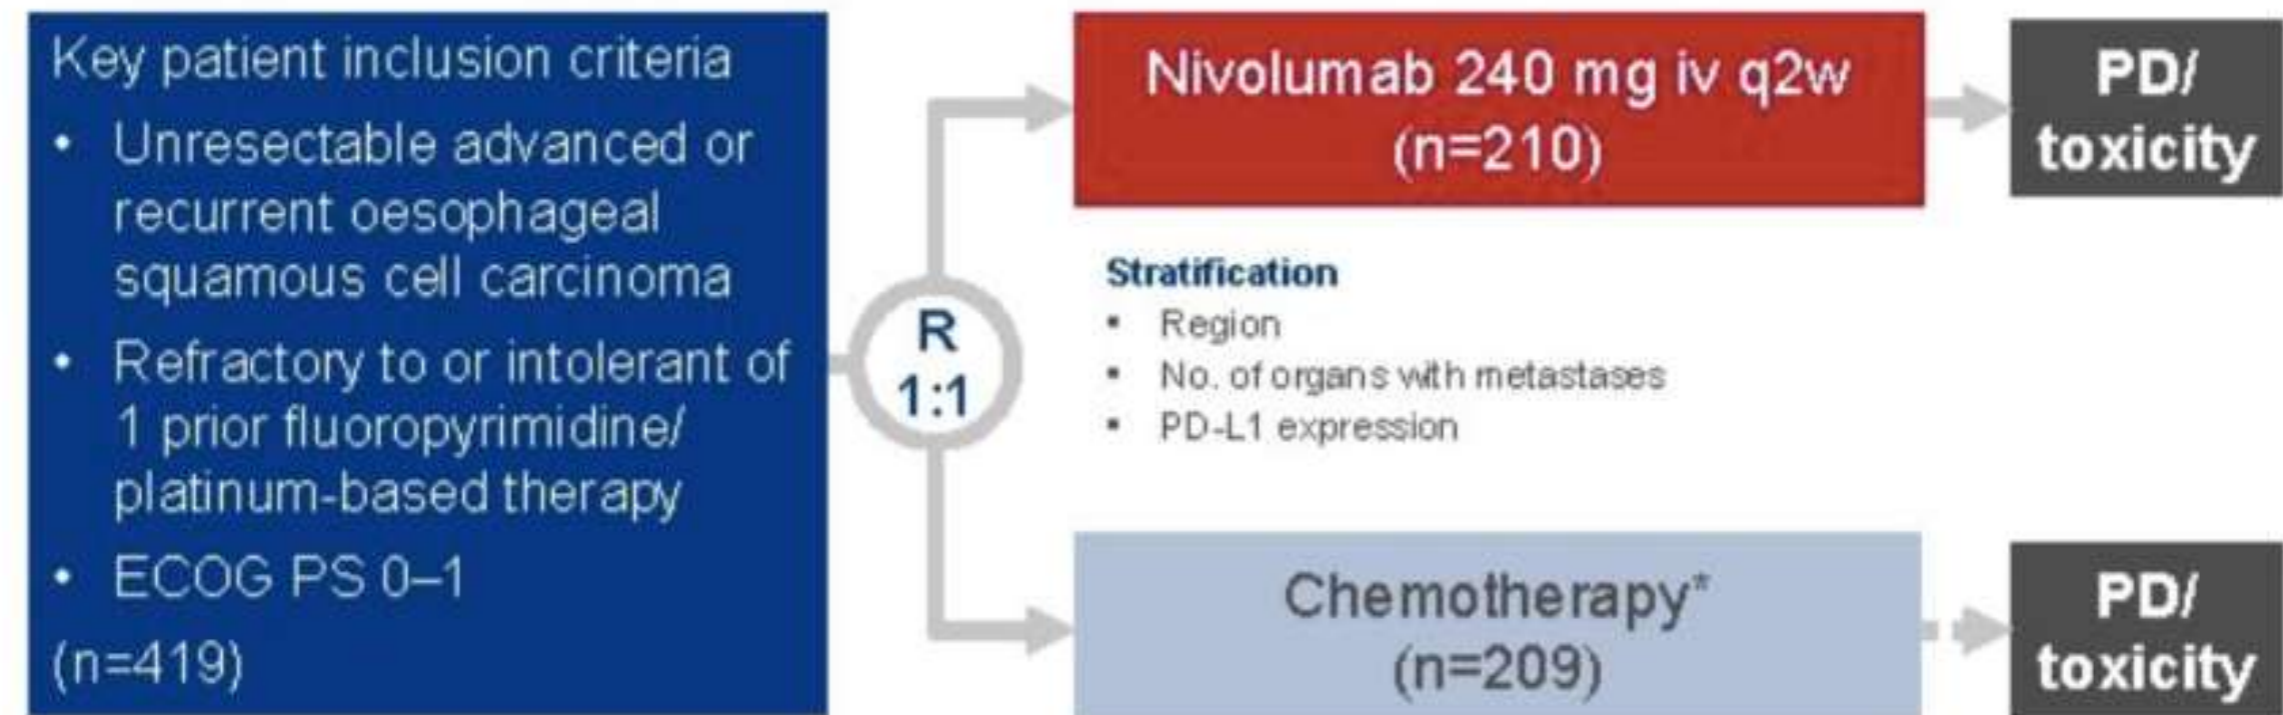 Key patient inclusion criteria
• Unresectable advanced or
recurrent oesophageal
squamous cell carcinoma
• Refractory to or intolerant of
1 prior fluoropyrimidine/
platinum-based therapy
• ECOG PS 0–1
(n=419)
R
1:1
Nivolumab 240 mg iv q2w
(n=210)
PD/
toxicity
Stratification
▪ Region
▪ No. of organs with metastases
▪ PD-L1 expression
Chemotherapy*
(n=209)
PD/
toxicity